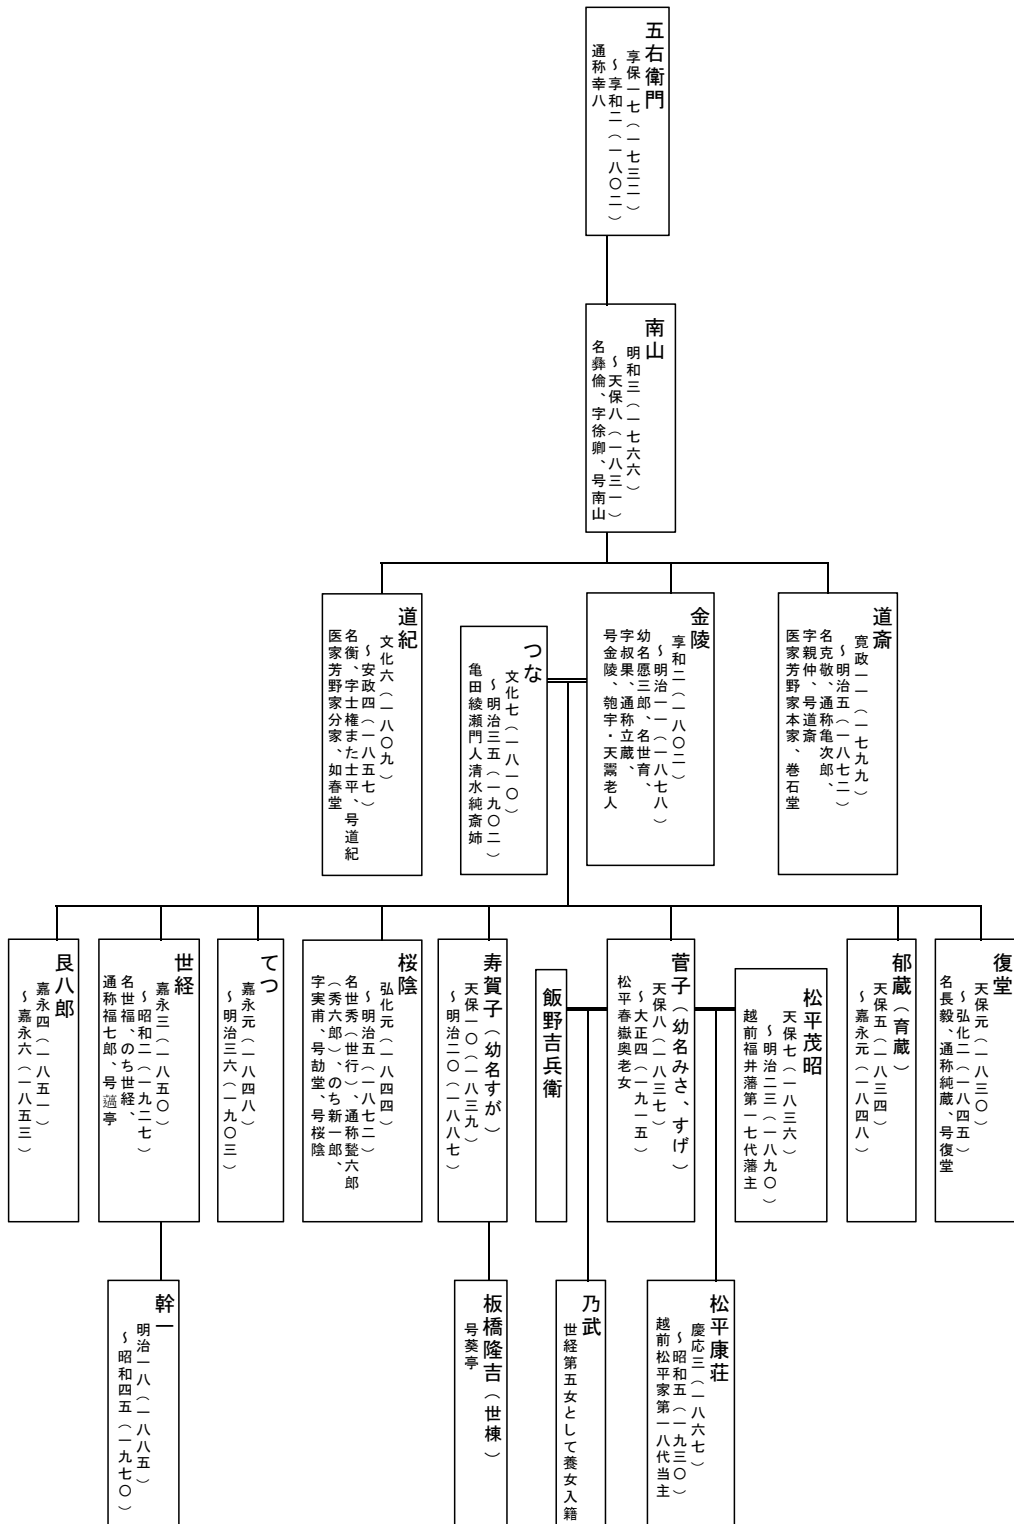 五右衛門
享保一七（一七三二）
～享和二（一八〇二）
通称幸八
南山
明和三（一七六六）
～天保八（一八三一）
名彝倫、字徐卿、号南山
道斎
寛政一一（一七九九）
～明治五（一八七二）
名克敬、通称亀次郎、
字親仲、号道斎
医家芳野家本家、巻石堂
金陵
享和二（一八〇二）
～明治一一（一八七八）
幼名愿三郎、名世育、
字叔果、通称立蔵、
号金陵、匏宇・天鬻老人
つな
文化七（一八一〇）
～明治三五（一九〇二）
亀田綾瀬門人清水純斎姉
道紀
文化六（一八〇九）
～安政四（一八五七）
名衡、字士権また士平、号道紀
医家芳野家分家、如春堂
復堂
天保元（一八三〇）
～弘化二（一八四五）
名長毅、通称純蔵、号復堂
郁蔵（育蔵）
天保五（一八三四）
～嘉永元（一八四八）
松平茂昭
天保七（一八三六）
～明治二三（一八九〇）
越前福井藩第一七代藩主
菅子（幼名みさ、すげ）
天保八（一八三七）
～大正四（一九一五）
松平春嶽奥老女
飯野吉兵衛
寿賀子（幼名すが）
天保一〇（一八三九）
～明治二〇（一八八七）
桜陰
弘化元（一八四四）
～明治五（一八七二）
名世秀（世行）、通称蝥六郎
（秀六郎）、のち新一郎、
字実甫、号劼堂、号桜陰
てつ
嘉永元（一八四八）
～明治三六（一九〇三）
世経
嘉永三（一八五〇）
～昭和二（一九二七）
名世福、のち世経、
通称福七郎、号亭
艮八郎
嘉永四（一八五一）
～嘉永六（一八五三）
松平康荘
慶応三（一八六七）
～昭和五（一九三〇）
越前松平家第一八代当主
乃武
世経第五女として養女入籍
板橋隆吉（世棟）
号葵亭
幹一
明治一八（一八八五）
～昭和四五（一九七〇）